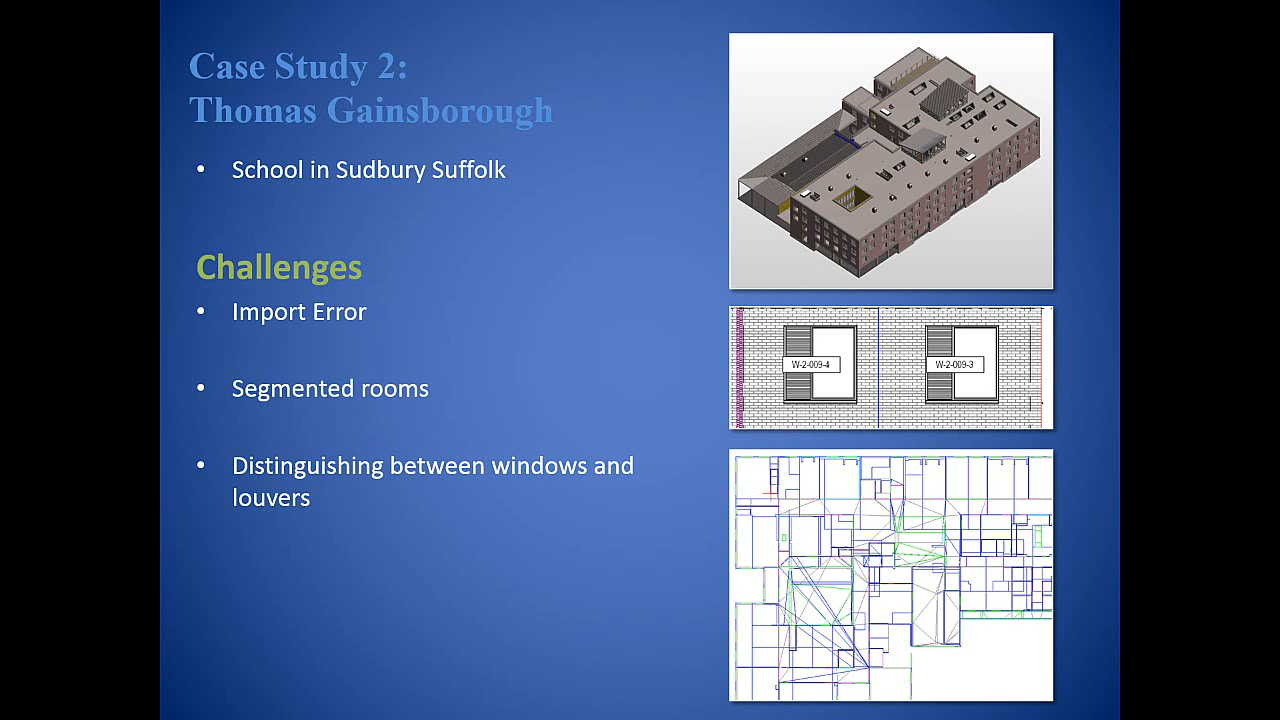 Case Study 2:
Thomas Gainsborough
• School in Sudbury Suffolk
Challenges
• Import Error
• Segmented rooms
• Distinguishing between windows and
louvers
W-2-009-4
W-2-009-3